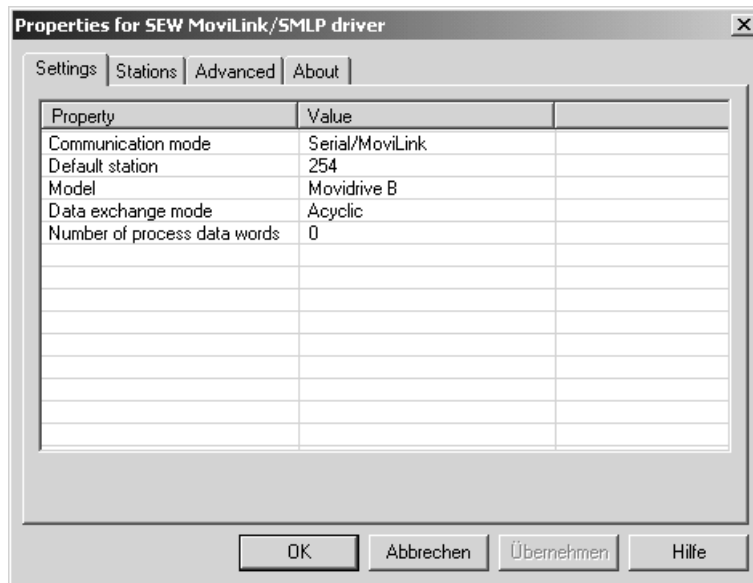 Properties for SEW MoviLink/SMLP driver
Settings Stations Advanced About
Property Value
Communication mode Serial/MoviLink
Default station 254
Model Movidrive B
Data exchange mode Acyclic
Number of process data words 0
OK Abbrechen Übernehmen Hilfe